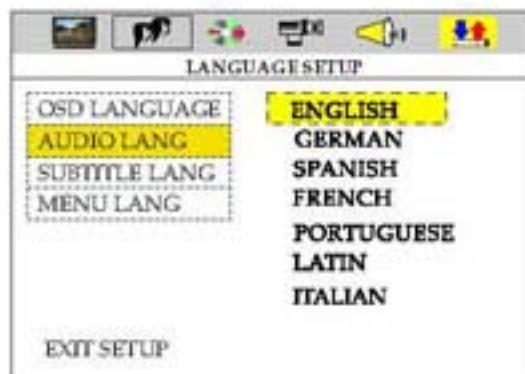 LANGUAGE SETUP
OSD LANGUAGE
AUDIO LANG
SUBTITLE LANG
MENU LANG
ENGLISH
GERMAN
SPANISH
FRENCH
PORTUGUESE
LATIN
ITALIAN
EXIT SETUP